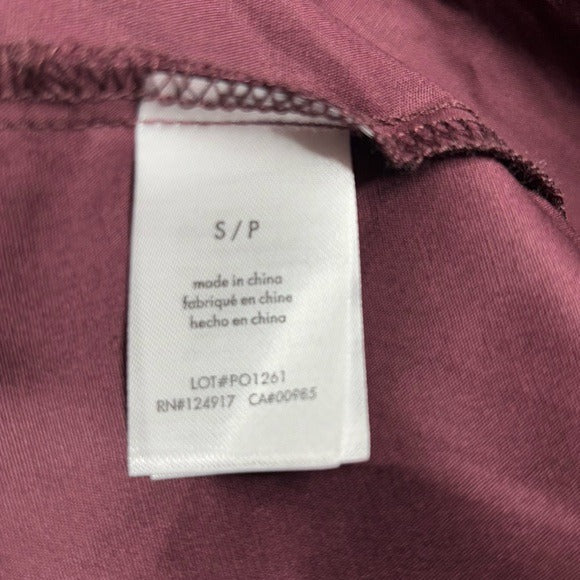 S / P
made in china
fabriqué en chine
hecho en china
LOT#PO1261
RN#124917 CA#00985